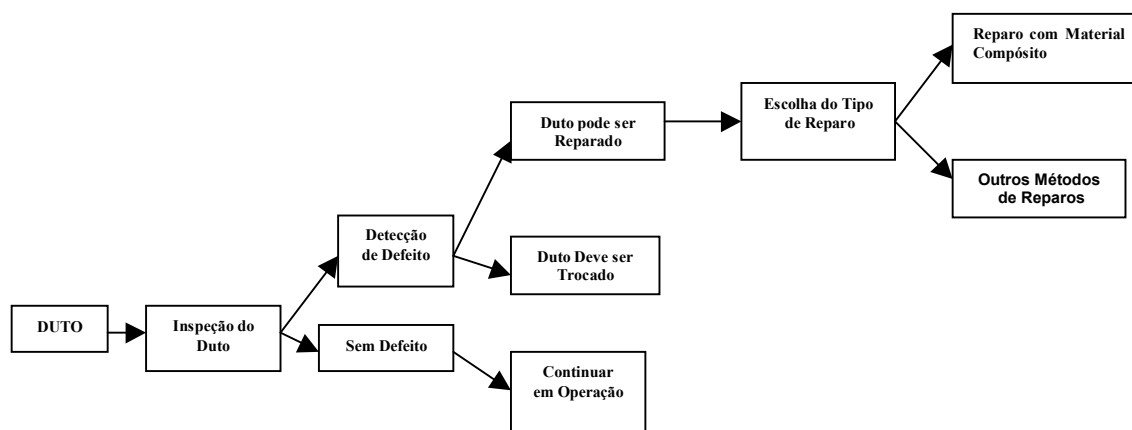 DUTO
Inspeção do
Duto
Detecção
de Defeito
Sem Defeito
Duto pode ser
Reparado
Duto Deve ser
Trocado
Continuar
em Operação
Escolha do Tipo
de Reparo
Reparo com Material
Compósito
Outros Métodos
de Reparos